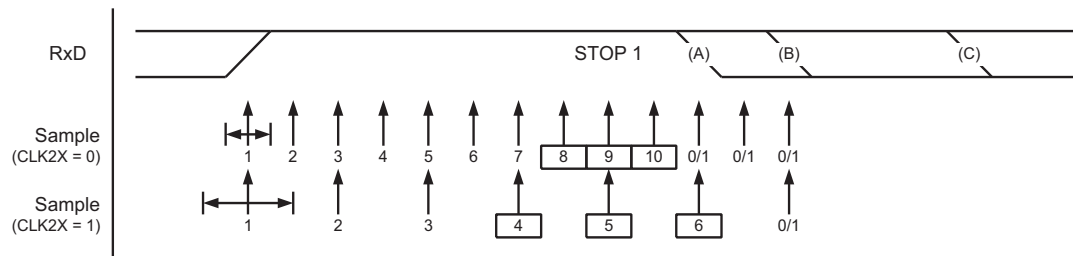 RxD
STOP 1
(A)
(B)
(C)
Sample
(CLK2X = 0)
1 2 3 4 5 6 7 8 9 10 0/1 0/1 0/1
Sample
(CLK2X = 1)
1 2 3 4 5 6 0/1